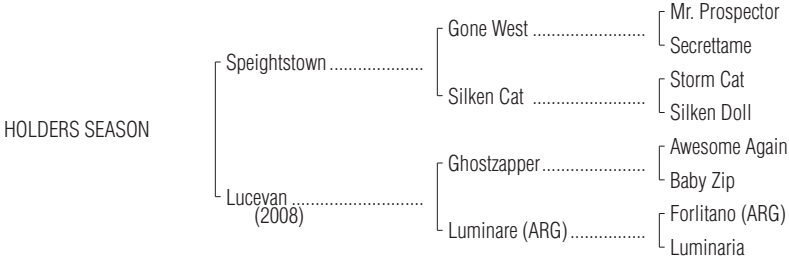 Mr. Prospector
Gone West ........................
Secrettame
Speightstown ....................
Storm Cat
Silken Cat ........................
Silken Doll
HOLDERS SEASON
Awesome Again
Ghostzapper......................
Baby Zip
Lucevan ............................
(2008)
Forlitano (ARG)
Luminare (ARG)................
Luminaria